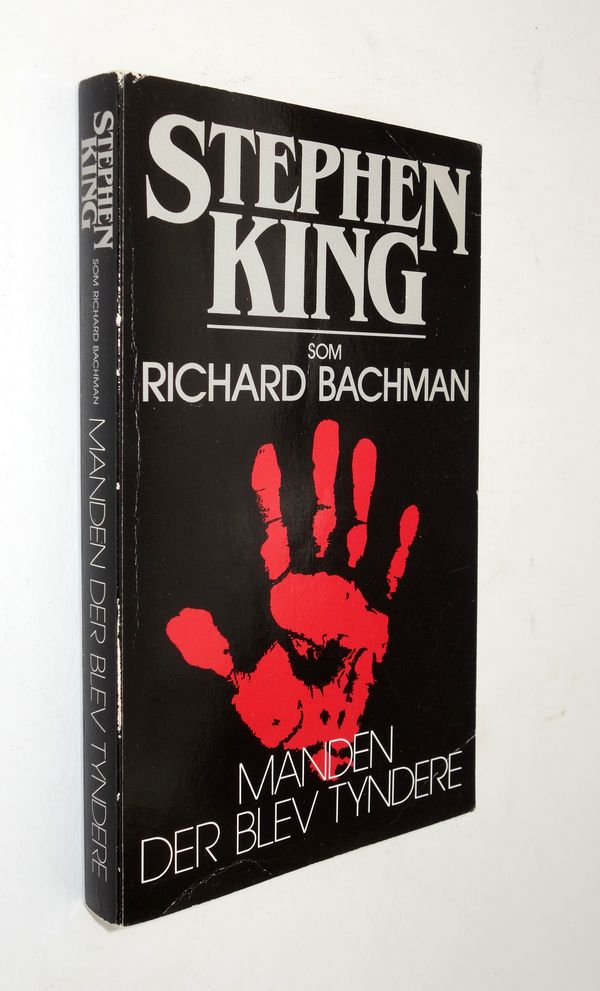 STEPHEN
KING
SOM RICHARD BACHMAN
MANDEN DER BLEV TYNDERE
STEPHEN
KING
SOM
RICHARD BACHMAN
MANDEN
DER BLEV TYNDERE